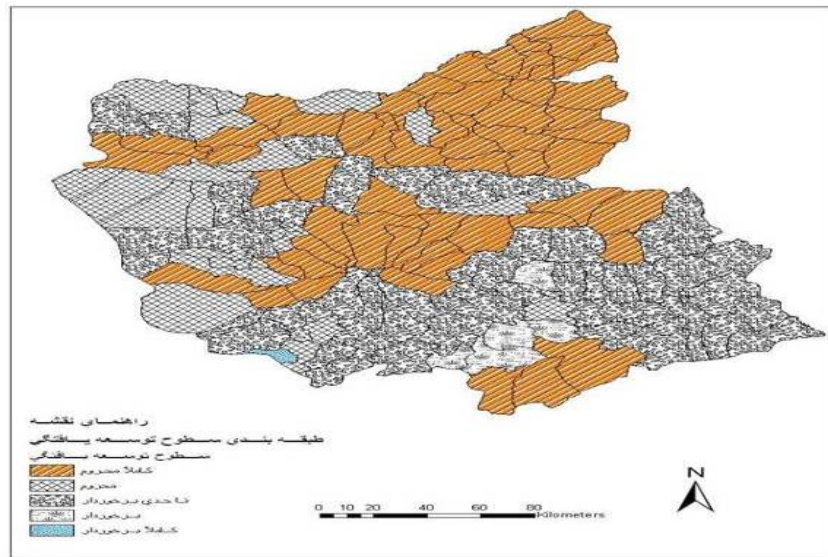 راهنمای نقشه
طبقه بندی سطوح توسعه یافتگی
سطوح توسعه یافتگی
کاملاً محروم
محروم
تا حدی برخوردار
برخوردار
کاملاً برخوردار
N
0 10 20 40 60 80
Kilometers